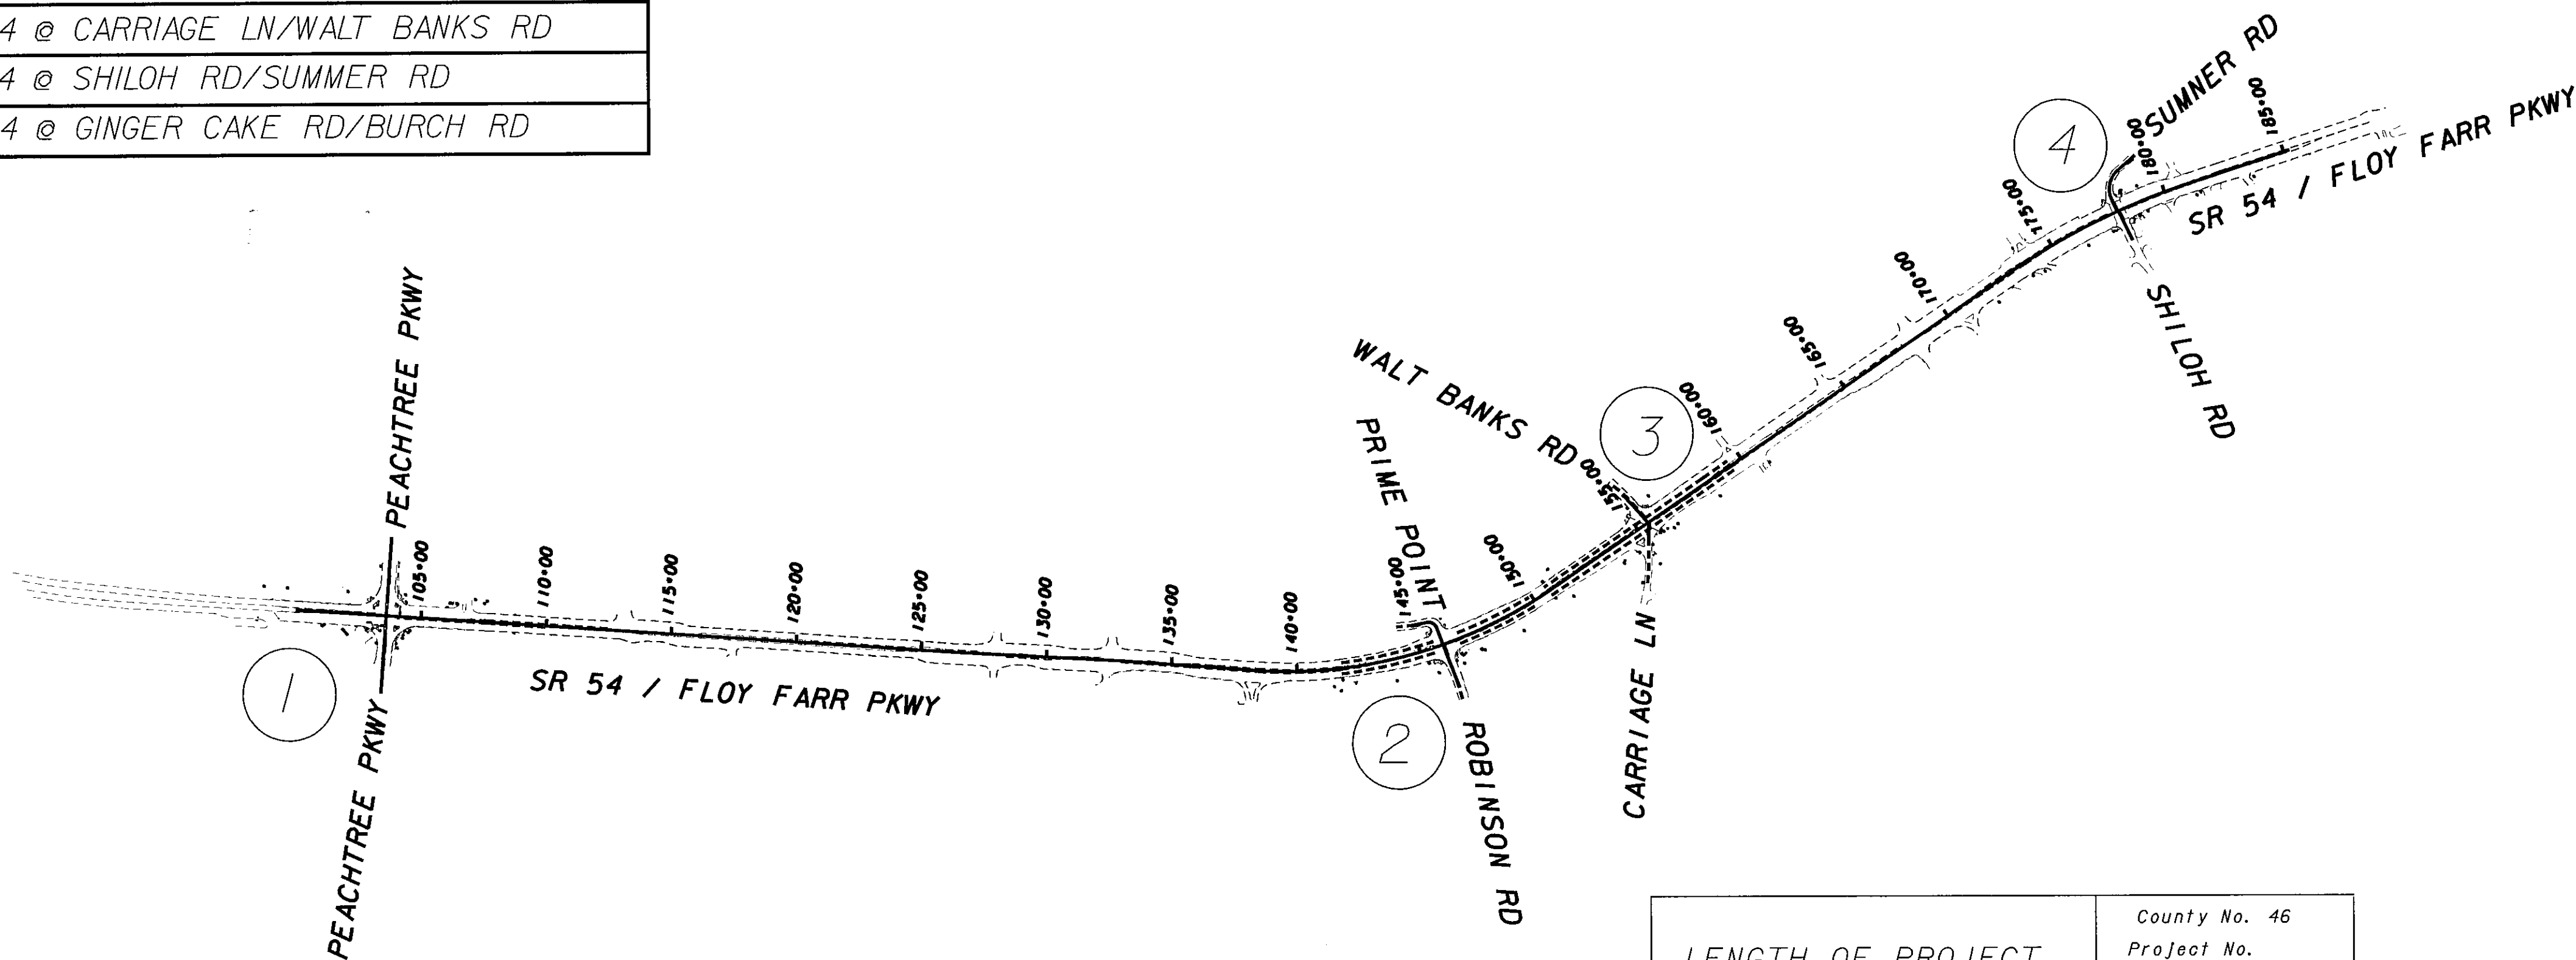 4 @ CARRIAGE LN/WALT BANKS RD
4 @ SHILOH RD/SUMMER RD
4 @ GINGER CAKE RD/BURCH RD
SUMNER RD
185+00
180+00
4
SR 54 / FLOY FARR PKWY
175+00
170+00
SHILOH RD
165+00
WALT BANKS RD
160+00
3
155+00
PRIME POINT
150+00
145+00
PEACHTREE PKWY
105+00
110+00
115+00
120+00
125+00
130+00
135+00
140+00
1
SR 54 / FLOY FARR PKWY
2
CARRIAGE LN
ROBINSON RD
PEACHTREE PKWY
County No. 46
Project No.
LENGTH OF PROJECT